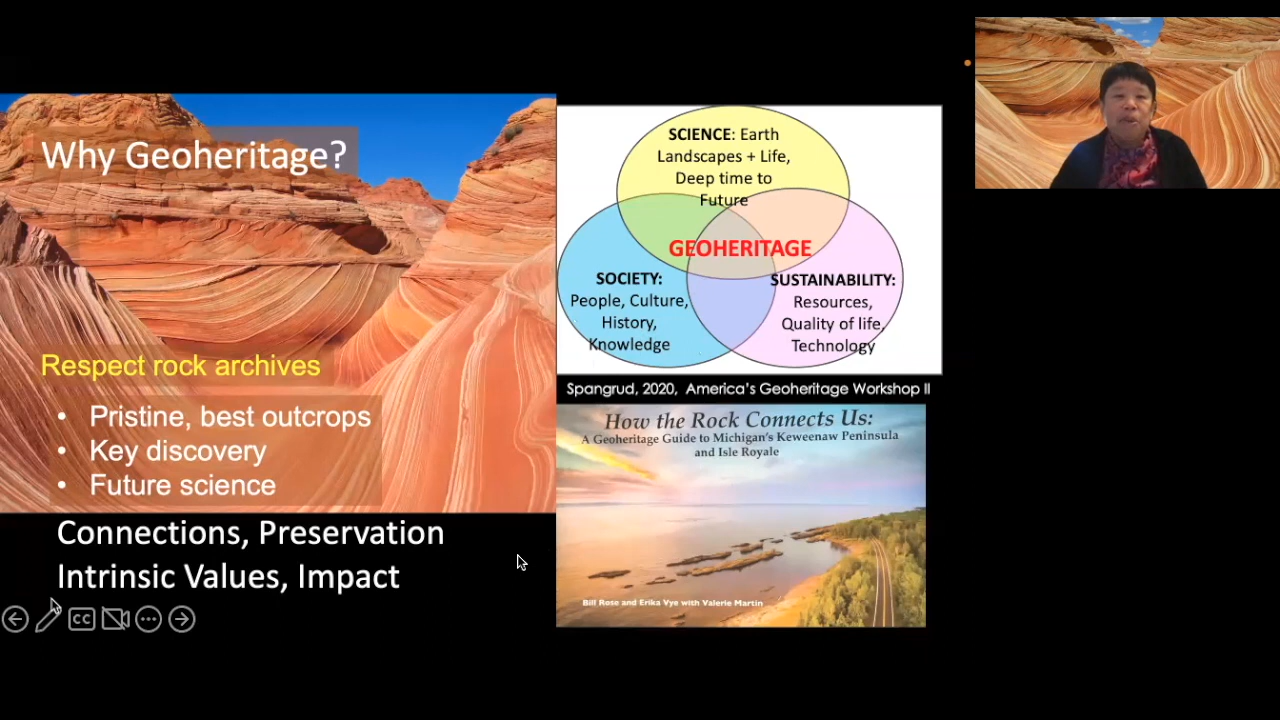 Why Geoheritage?
Respect rock archives
• Pristine, best outcrops
• Key discovery
• Future science
Connections, Preservation
Intrinsic Values, Impact
CC
SCIENCE: Earth
Landscapes + Life,
Deep time to
Future
GEOHERITAGE
SOCIETY:
People, Culture,
History,
Knowledge
SUSTAINABILITY:
Resources,
Quality of life,
Technology
Spangrud, 2020, America's Geoheritage Workshop II
How the Rock Connects Us:
A Geoheritage Guide to Michigan's Keweenaw Peninsula
and Isle Royale
Bill Rose and Erika Vye with Valerie Martin